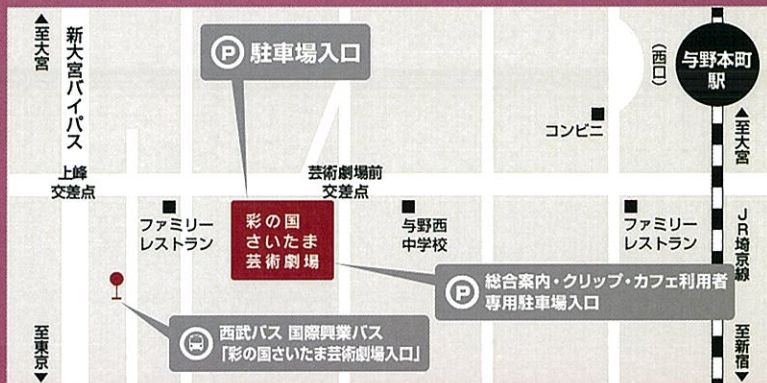 ▲至大宮
新大宮バイパス
上峰
交差点
至東京▼
P 駐車場入口
芸術劇場前
交差点
ファミリー
レストラン
彩の国
さいたま
芸術劇場
与野西
中学校
コンビニ
(西口)
与野本町
駅
▲至大宮
ファミリー
レストラン
JR埼京線
至新宿▼
P 総合案内・クリップ・カフェ利用者
専用駐車場入口
西武バス 国際興業バス
「彩の国さいたま芸術劇場入口」